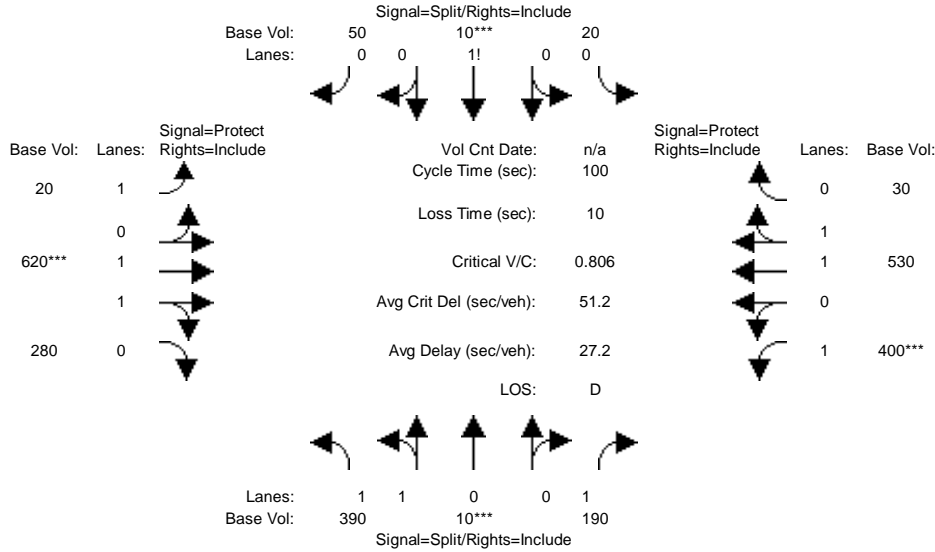 Signal=Split/Rights=Include
Base Vol: 50 10*** 20
Lanes: 0 0 1! 0 0
Signal=Protect Signal=Protect
Base Vol: Lanes: Rights=Include Vol Cnt Date: n/a Rights=Include Lanes: Base Vol:
Cycle Time (sec): 100
20 1 0 30
Loss Time (sec): 10
0 1
620*** 1 Critical V/C: 0.806 1 530
1 Avg Crit Del (sec/veh): 51.2 0
280 0 Avg Delay (sec/veh): 27.2 1 400***
LOS: D
Lanes: 1 1 0 0 1
Base Vol: 390 10*** 190
Signal=Split/Rights=Include